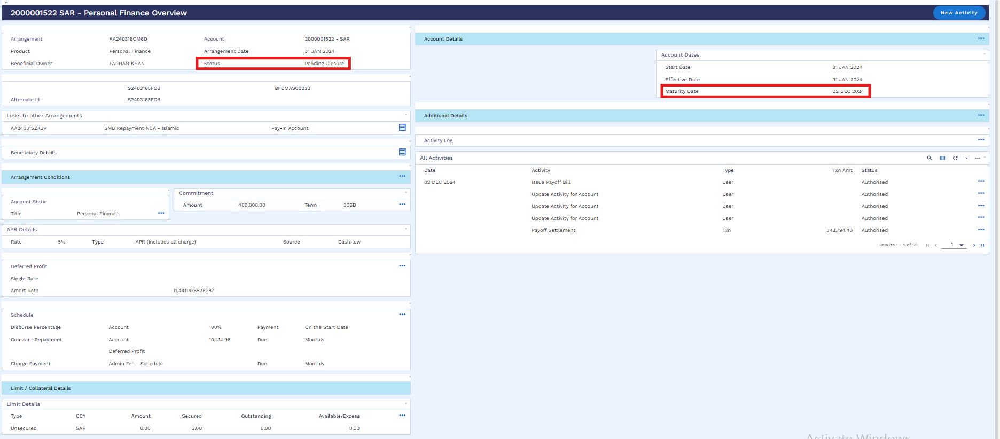 2000001522 SAR - Personal Finance Overview
New Activity
Arrangement AA240318CM6D Account 2000001522 - SAR
Product Personal Finance Arrangement Date 31 JAN 2024
Beneficial Owner FARHAN KHAN Status Pending Closure
IS2403165FCB BFCMAS00033
Alternate Id IS2403165FCB
Links to other Arrangements
AA24031SZK3V SMB Repayment NCA - Islamic Pay-In Account
Beneficiary Details
Arrangement Conditions
Account Static
Title Personal Finance
Commitment
Amount 400,000.00 Term 306D
APR Details
Rate 5% Type APR (Includes all charge) Source Cashflow
Deferred Profit
Single Rate
Amort Rate 11.4411476528287
Schedule
Disburse Percentage Account 100% Payment On the Start Date
Constant Repayment Account 10,414.96 Due Monthly
Deferred Profit
Charge Payment Admin Fee - Schedule Due Monthly
Limit / Collateral Details
Limit Details
Type CCY Amount Secured Outstanding Available/Excess
Unsecured SAR 0.00 0.00 0.00 0.00
Account Details
Account Dates
Start Date 31 JAN 2024
Effective Date 31 JAN 2024
Maturity Date 02 DEC 2024
Additional Details
Activity Log
All Activities
Date Activity Type Txn Amt Status
02 DEC 2024 Issue Payoff Bill User Authorised
Update Activity for Account User Authorised
Update Activity for Account User Authorised
Update Activity for Account User Authorised
Payoff Settlement Txn 342,794.40 Authorised
Results 1 - 5 of 59 1
Activate Windows